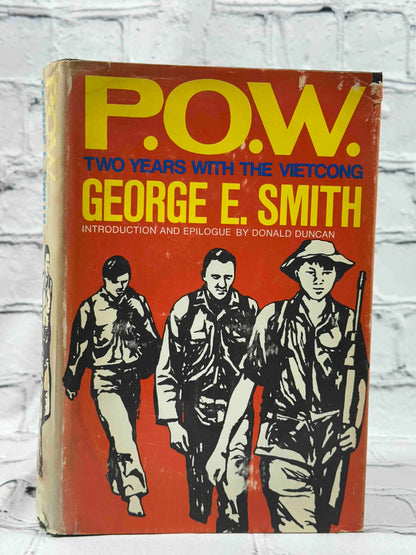 P.O.W.
TWO YEARS WITH THE VIETCONG
GEORGE E. SMITH
INTRODUCTION AND EPILOGUE BY DONALD DUNCAN